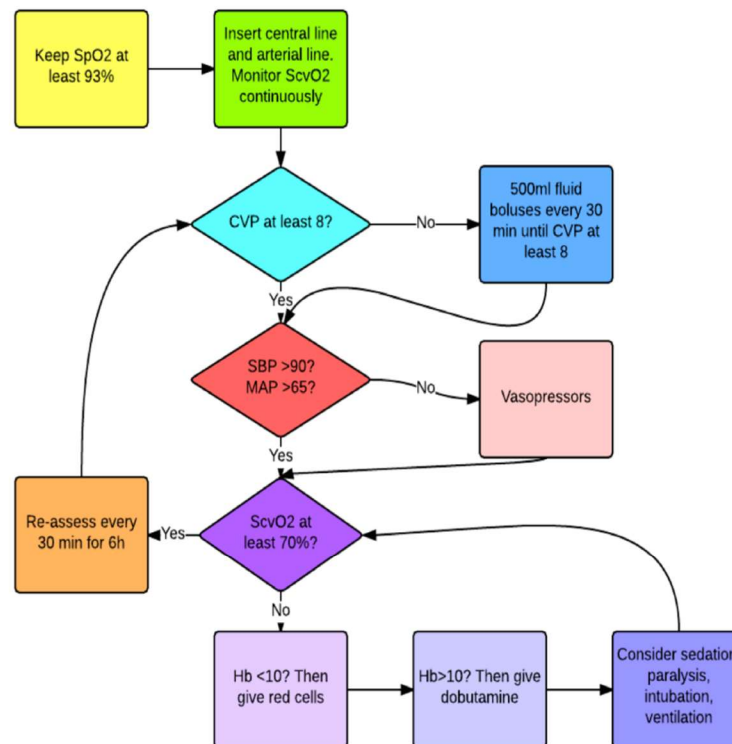 Keep SpO2 at
least 93%
Insert central line
and arterial line.
Monitor ScvO2
continuously
CVP at least 8?
No
500ml fluid
boluses every 30
min until CVP at
least 8
Yes
SBP >90?
MAP >65?
No
Vasopressors
Yes
Re-assess every
30 min for 6h
Yes
ScvO2 at
least 70%?
No
Hb <10? Then
give red cells
Hb>10? Then give
dobutamine
Consider sedation,
paralysis,
intubation,
ventilation